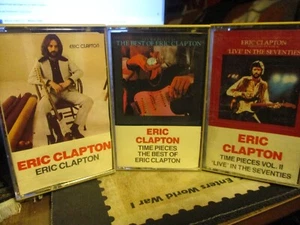 ERIC CLAPTON
ERIC CLAPTON
ERIC CLAPTON
THE BEST OF ERIC CLAPTON
ERIC
CLAPTON
TIME PIECES
THE BEST OF
ERIC CLAPTON
ERIC CLAPTON
'LIVE' IN THE SEVENTIES
ERIC
CLAPTON
TIME PIECES VOL. II
'LIVE' IN THE SEVENTIES
Enters World War I